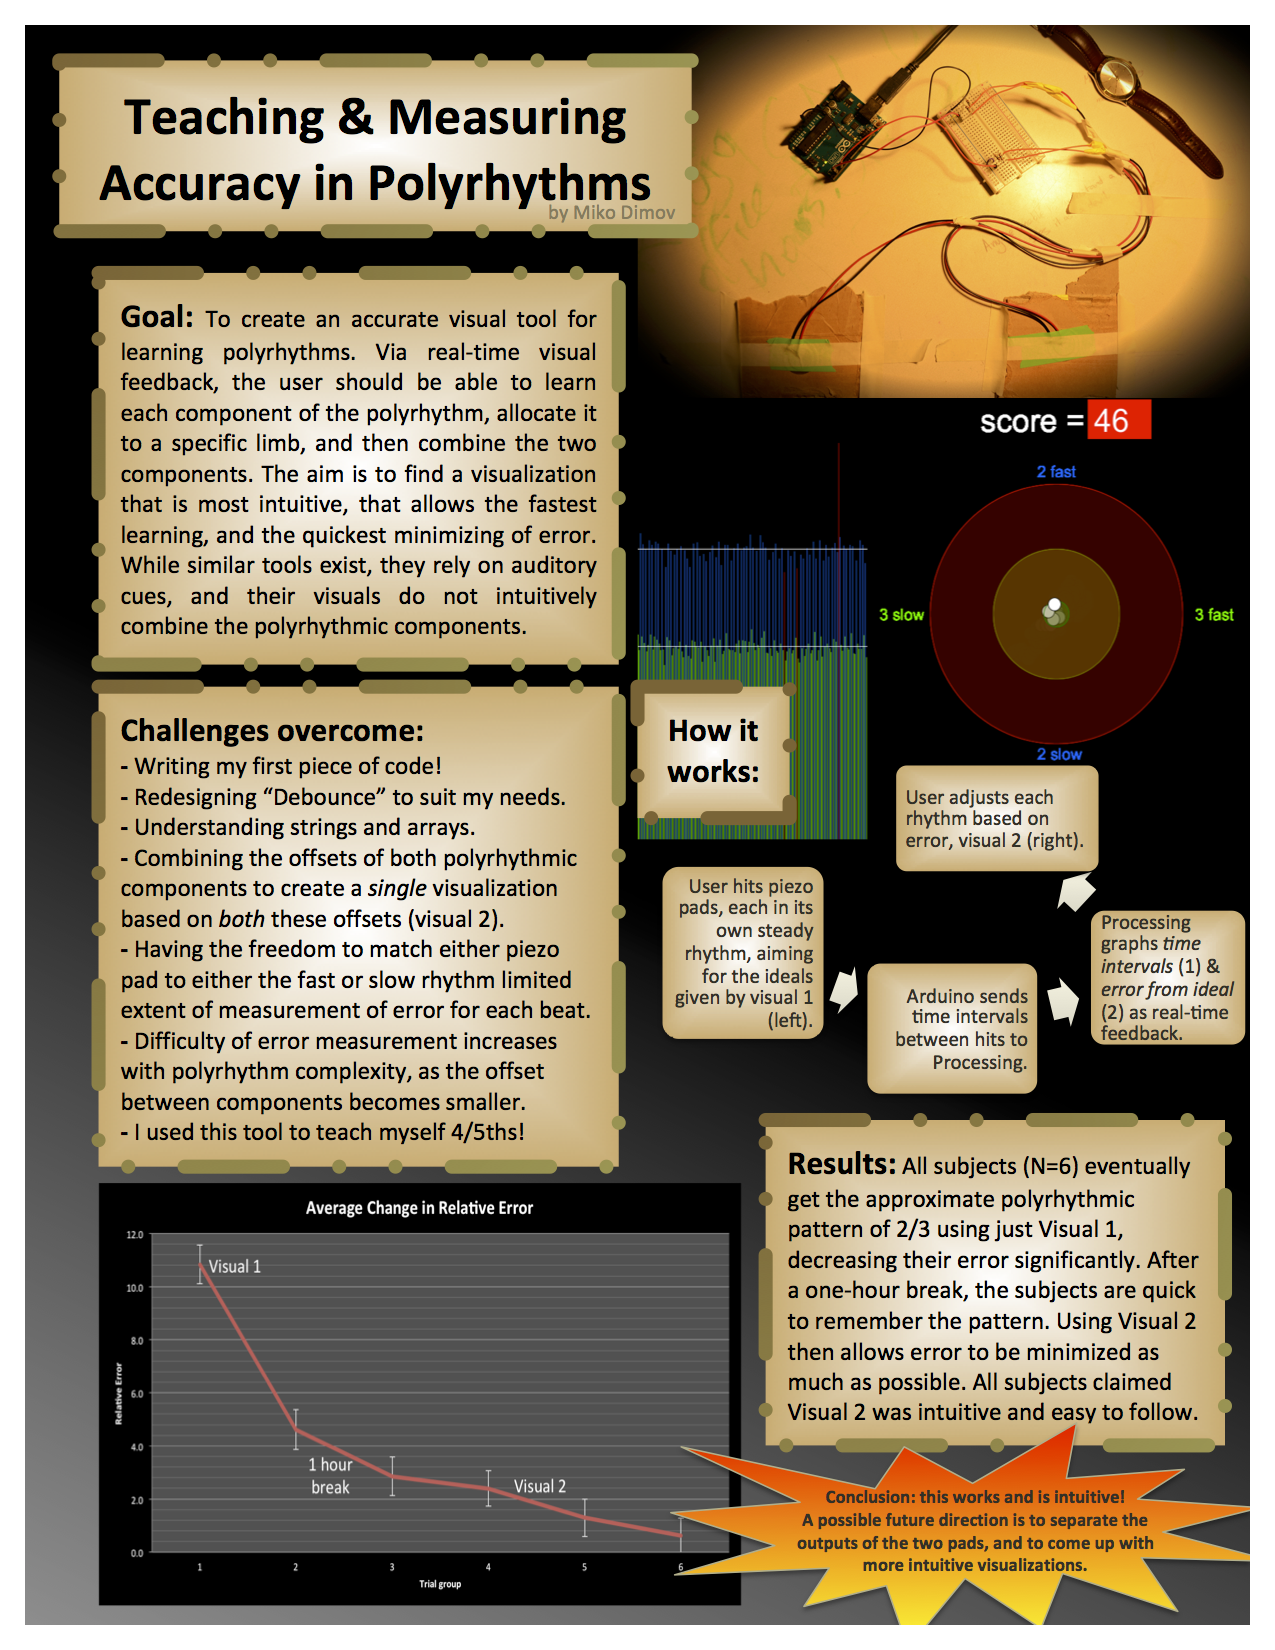 Teaching & Measuring
Accuracy in Polyrhythms
by Miko Dimov
Goal: To create an accurate visual tool for
learning polyrhythms. Via real-time visual
feedback, the user should be able to learn
each component of the polyrhythm, allocate it
to a specific limb, and then combine the two
components. The aim is to find a visualization
that is most intuitive, that allows the fastest
learning, and the quickest minimizing of error.
While similar tools exist, they rely on auditory
cues, and their visuals do not intuitively
combine the polyrhythmic components.
score = 46
2 fast
3 slow
3 fast
2 slow
Challenges overcome:
- Writing my first piece of code!
- Redesigning “Debounce” to suit my needs.
- Understanding strings and arrays.
- Combining the offsets of both polyrhythmic
components to create a single visualization
based on both these offsets (visual 2).
- Having the freedom to match either piezo
pad to either the fast or slow rhythm limited
extent of measurement of error for each beat.
- Difficulty of error measurement increases
with polyrhythm complexity, as the offset
between components becomes smaller.
- I used this tool to teach myself 4/5ths!
How it
works:
User hits piezo
pads, each in its
own steady
rhythm, aiming
for the ideals
given by visual 1
(left).
Arduino sends
time intervals
between hits to
Processing.
Processing
graphs time
intervals (1) &
error from ideal
(2) as real-time
feedback.
User adjusts each
rhythm based on
error, visual 2 (right).
Average Change in Relative Error
12.0
10.0
8.0
6.0
4.0
2.0
0.0
Relative Error
Visual 1
1 hour
break
Visual 2
1 2 3 4 5 6
Trial group
Results: All subjects (N=6) eventually
get the approximate polyrhythmic
pattern of 2/3 using just Visual 1,
decreasing their error significantly. After
a one-hour break, the subjects are quick
to remember the pattern. Using Visual 2
then allows error to be minimized as
much as possible. All subjects claimed
Visual 2 was intuitive and easy to follow.
Conclusion: this works and is intuitive!
A possible future direction is to separate the
outputs of the two pads, and to come up with
more intuitive visualizations.